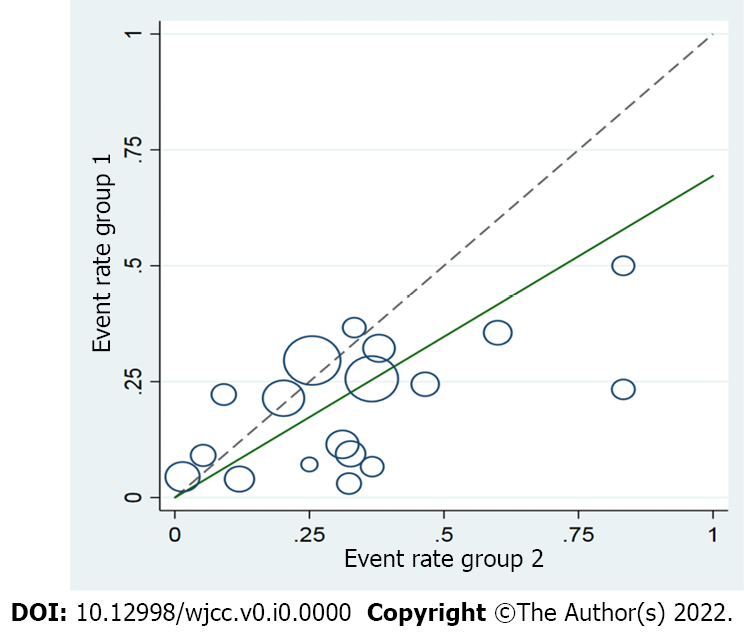 1
.75
.5
.25
0
Event rate group 1
0 .25 .5 .75 1
Event rate group 2
DOI: 10.12998/wjcc.v0.i0.0000 Copyright ©The Author(s) 2022.